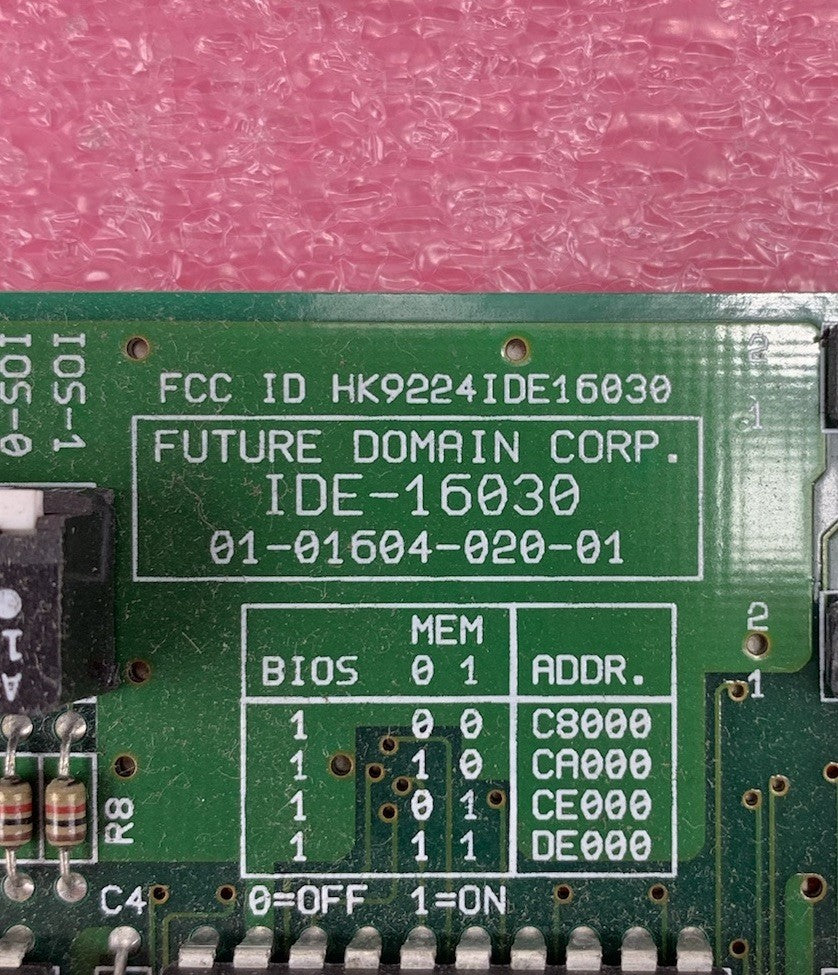 IOS-0
IOS-1
FCC ID HK9224IDE16030
FUTURE DOMAIN CORP.
IDE-16030
01-01604-020-01
2
1
MEM
BIOS 0 1 ADDR.
1 0 0 C8000
1 1 0 CA000
1 0 1 CE000
1 1 1 DE000
0=OFF 1=ON
2
1
A
1
R8
C4